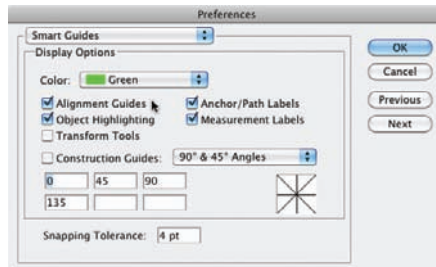 Preferences
Smart Guides
Display Options
Color: Green
Alignment Guides Anchor/Path Labels
Object Highlighting Measurement Labels
Transform Tools
Construction Guides: 90° & 45° Angles
0 45 90
135
Snapping Tolerance: 4 pt
OK
Cancel
Previous
Next